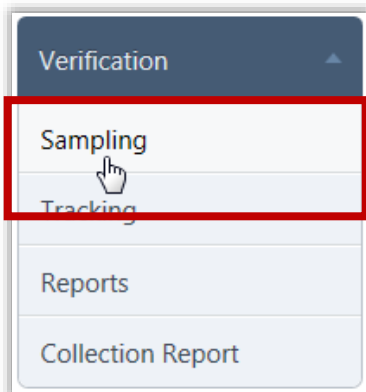 Verification
Sampling
Tracking
Reports
Collection Report